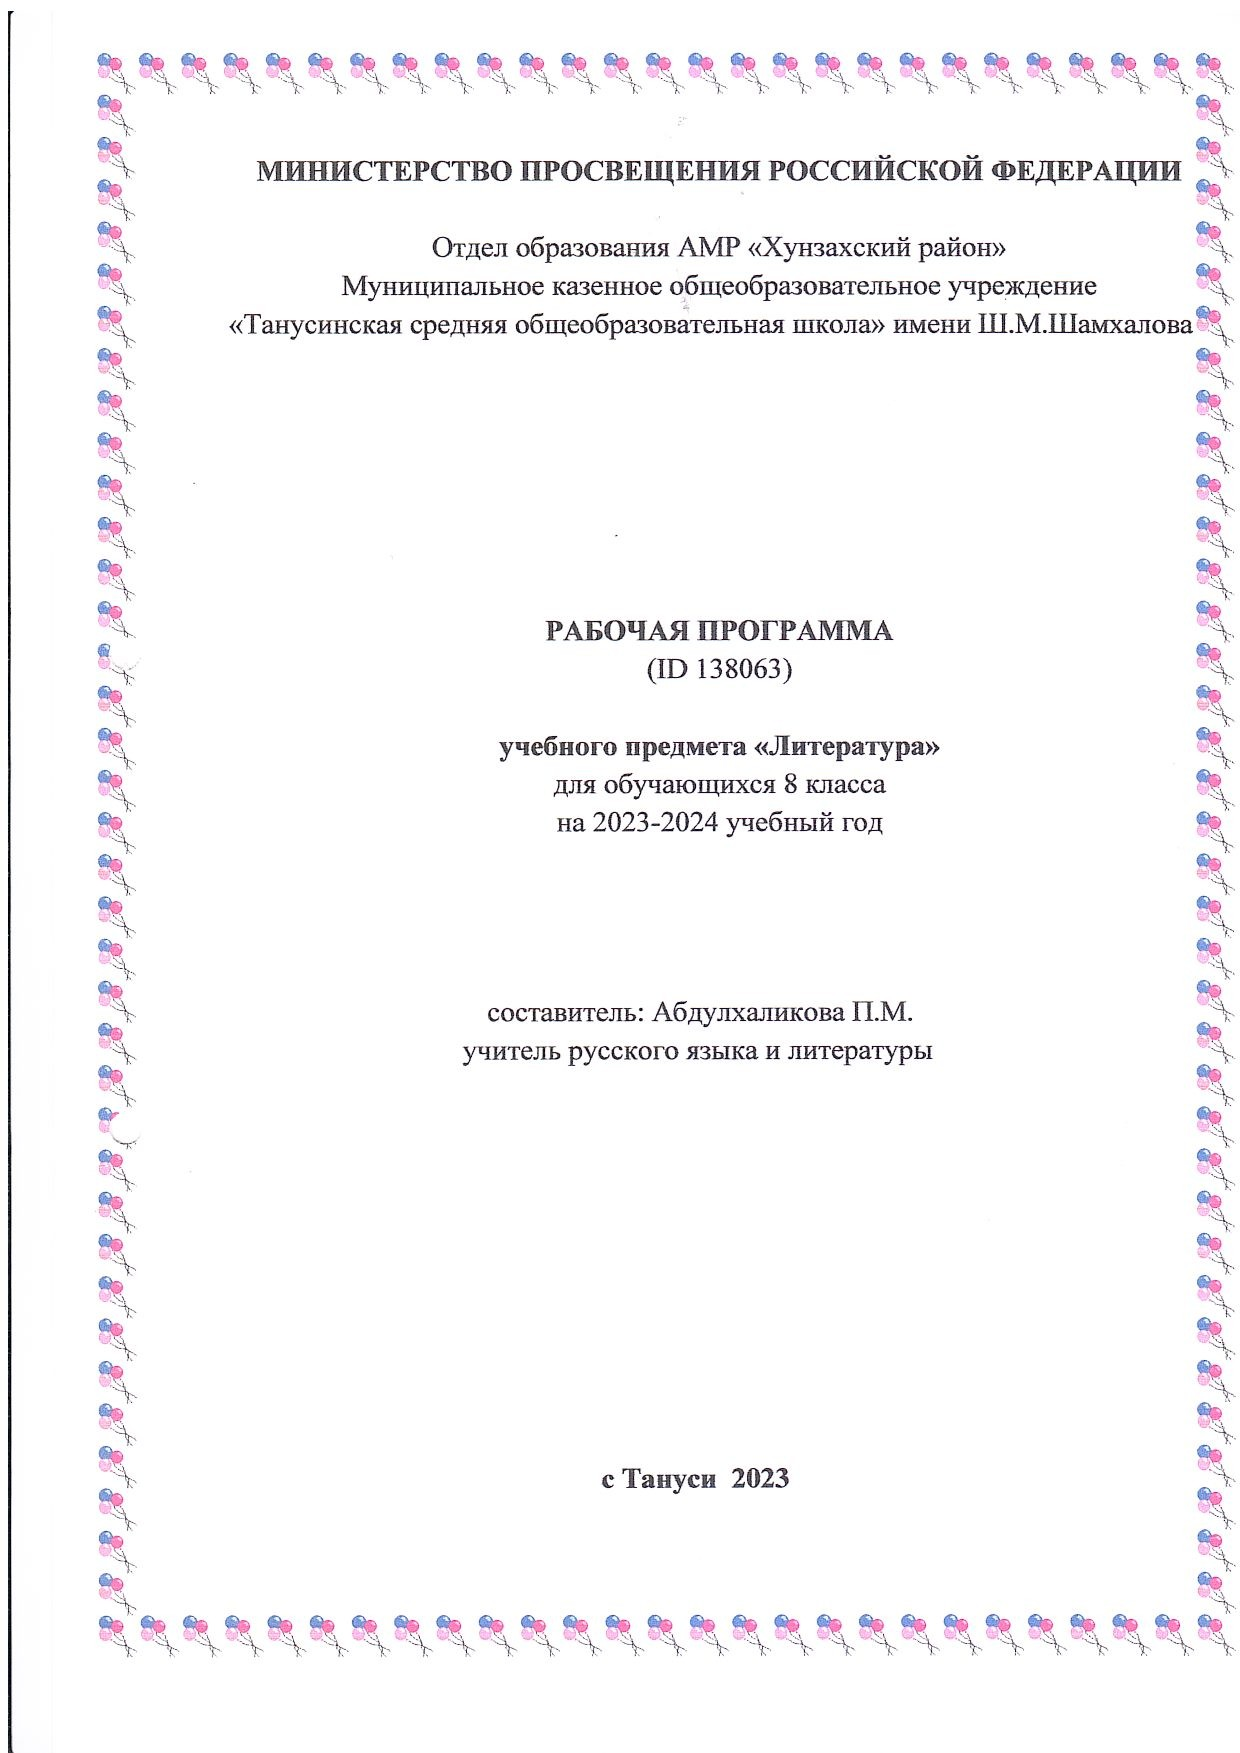 МИНИСТЕРСТВО ПРОСВЕЩЕНИЯ РОССИЙСКОЙ ФЕДЕРАЦИИ
Отдел образования АМР «Хунзахский район»
Муниципальное казенное общеобразовательное учреждение
«Танусинская средняя общеобразовательная школа» имени Ш.М.Шамхалова
РАБОЧАЯ ПРОГРАММА
(ID 138063)
учебного предмета «Литература»
для обучающихся 8 класса
на 2023-2024 учебный год
составитель: Абдулхаликова П.М.
учитель русского языка и литературы
с Тануси 2023